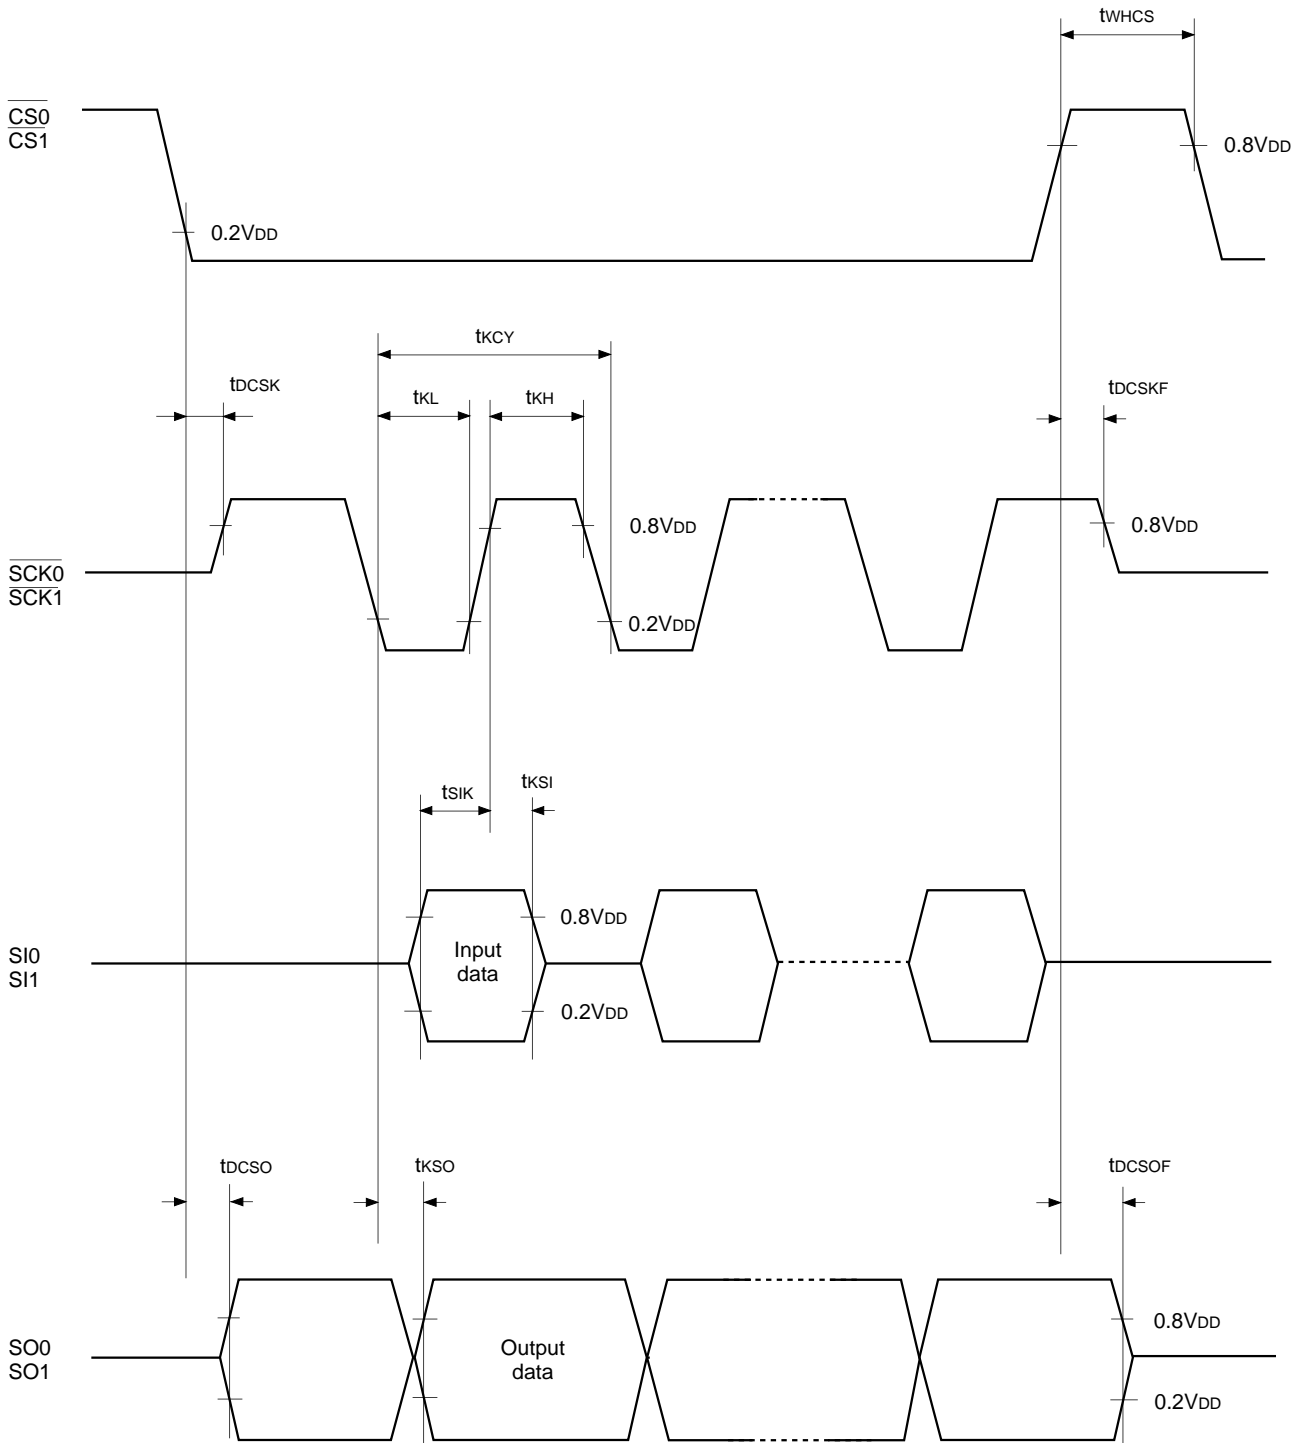 tWHCS
CS0
CS1
0.8VDD
0.2VDD
tKCY
tDCSK
tKL
tKH
tDCSKF
0.8VDD
0.8VDD
SCK0
SCK1
0.2VDD
tSIK
tKSI
0.8VDD
Input
data
SI0
SI1
0.2VDD
tDCSO
tKSO
tDCSOF
0.8VDD
SO0
SO1
Output
data
0.2VDD